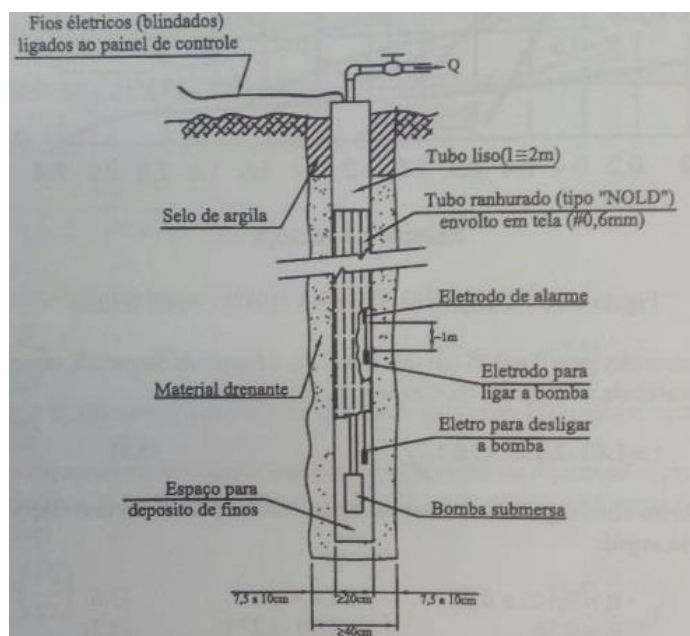 Fios életricos (blindados)
ligados ao painel de controle
Q
Tubo liso(l≅2m)
Tubo ranhurado (tipo "NOLD")
envolto em tela (#0,6mm)
Selo de argila
Eletrodo de alarme
~1m
Material drenante
Eletrodo para
ligar a bomba
Eletro para desligar
a bomba
Espaço para
deposito de finos
Bomba submersa
7,5 a 10cm
≥20cm
7,5 a 10cm
≥40cm